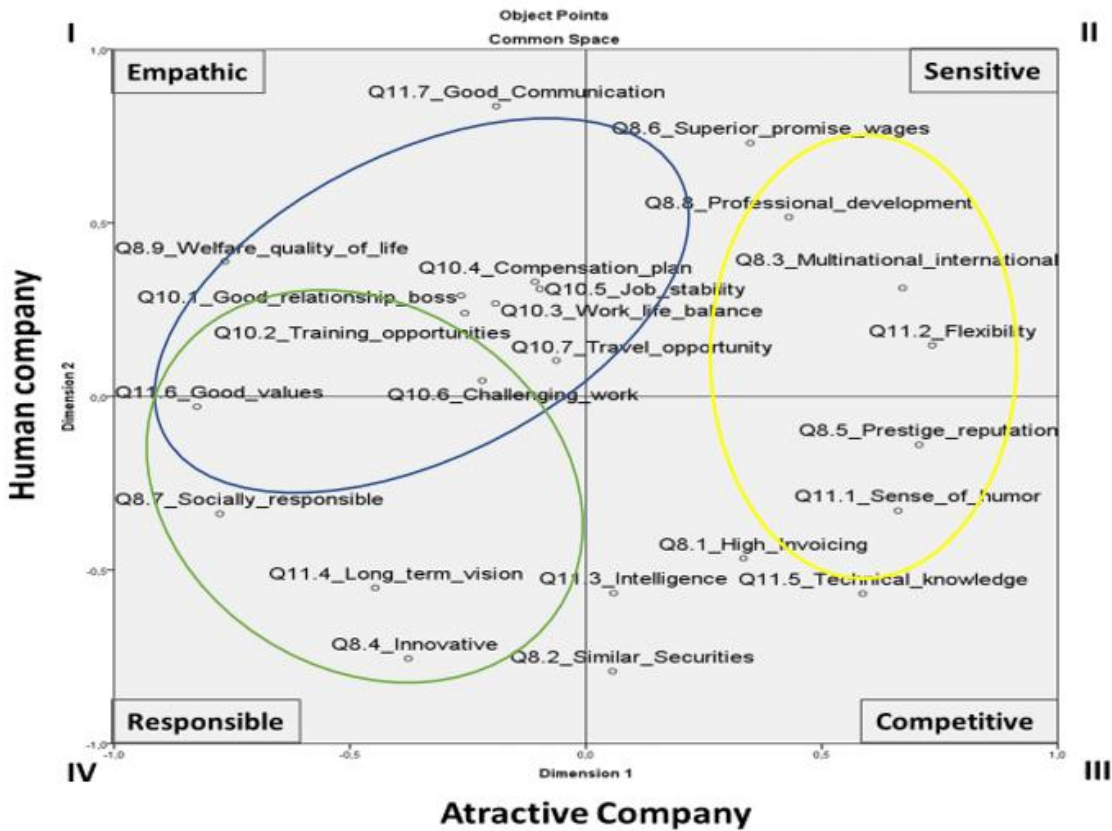 Object Points
Common Space
I
II
1,0
Empathic
Sensitive
Q11.7_Good_Communication
Q8.6_Superior_promise_wages
0,5
Q8.8_Professional_development
Q8.9_Welfare_quality_of_life
Q10.4_Compensation_plan
Q8.3_Multinational_international
Q10.1_Good_relationship_boss
Q10.5_Job_stability
Q10.3_Work_life_balance
Q10.2_Training_opportunities
Q11.2_Flexibility
Q10.7_Travel_opportunity
Q11.6_Good_values
Q10.6_Challenging_work
0,0
Human company
Dimension 2
Q8.5_Prestige_reputation
Q8.7_Socially_responsible
Q11.1_Sense_of_humor
Q8.1_High_Invoicing
-0,5
Q11.4_Long_term_vision
Q11.3_Intelligence
Q11.5_Technical_knowledge
Q8.4_Innovative
Q8.2_Similar_Securities
Responsible
Competitive
-1,0
-1,0
-0,5
0,0
0,5
1,0
IV
III
Dimension 1
Atractive Company